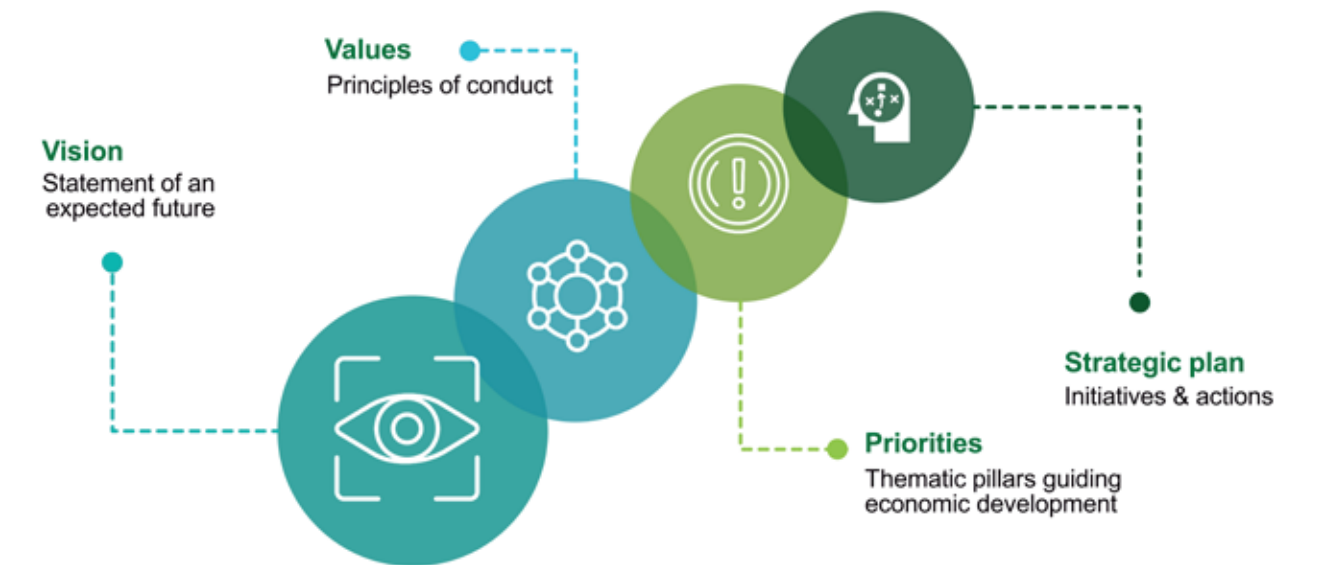 Values
Principles of conduct
Vision
Statement of an
expected future
Strategic plan
Initiatives & actions
Priorities
Thematic pillars guiding
economic development